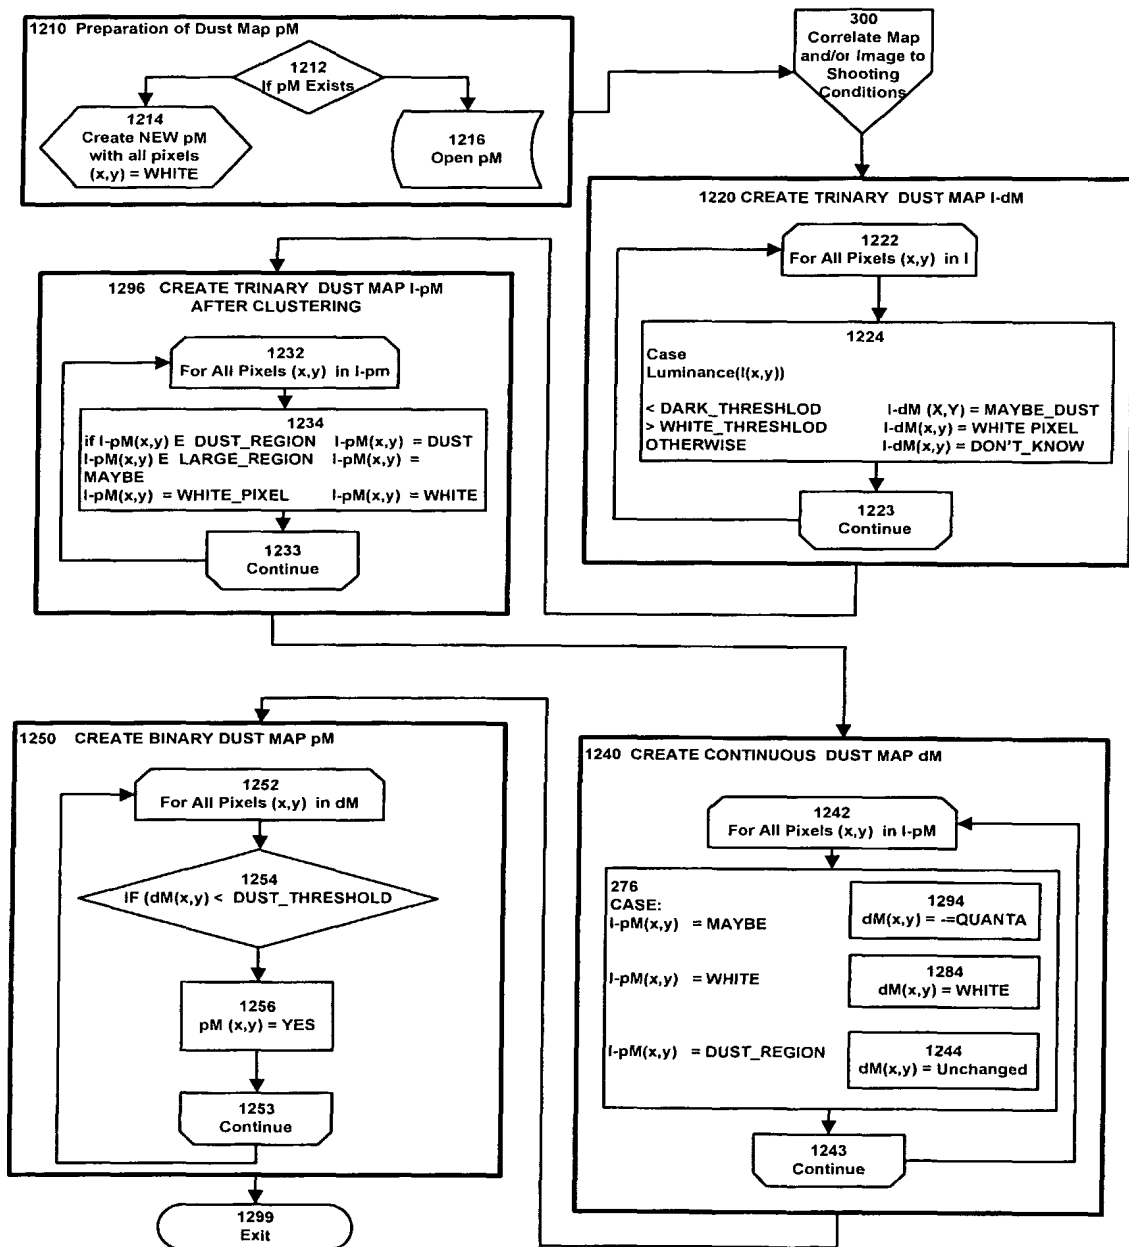 1210 Preparation of Dust Map pM
1212
If pM Exists
1214
Create NEW pM
with all pixels
(x,y) = WHITE
1216
Open pM
300
Correlate Map
and/or Image to
Shooting
Conditions
1220 CREATE TRINARY DUST MAP I-dM
1222
For All Pixels (x,y) in I
1224
Case
Luminance(I(x,y))
< DARK_THRESHLOD I-dM (X,Y) = MAYBE_DUST
> WHITE_THRESHLOD I-dM(x,y) = WHITE PIXEL
OTHERWISE I-dM(x,y) = DON'T_KNOW
1223
Continue
1296 CREATE TRINARY DUST MAP I-pM
AFTER CLUSTERING
1232
For All Pixels (x,y) in I-pm
1234
if I-pM(x,y) E DUST_REGION I-pM(x,y) = DUST
I-pM(x,y) E LARGE_REGION I-pM(x,y) =
MAYBE
I-pM(x,y) = WHITE_PIXEL I-pM(x,y) = WHITE
1233
Continue
1240 CREATE CONTINUOUS DUST MAP dM
1242
For All Pixels (x,y) in I-pM
276
CASE:
I-pM(x,y) = MAYBE
1294
dM(x,y) = -=QUANTA
I-pM(x,y) = WHITE
1284
dM(x,y) = WHITE
I-pM(x,y) = DUST_REGION
1244
dM(x,y) = Unchanged
1243
Continue
1250 CREATE BINARY DUST MAP pM
1252
For All Pixels (x,y) in dM
1254
IF (dM(x,y) < DUST_THRESHOLD
1256
pM (x,y) = YES
1253
Continue
1299
Exit